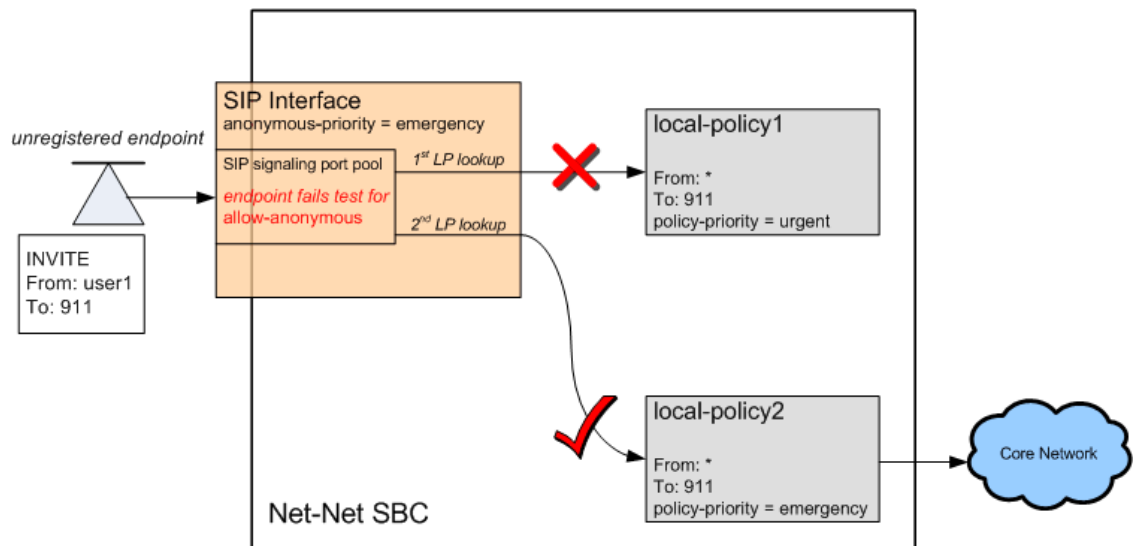 unregistered endpoint
INVITE
From: user1
To: 911
SIP Interface
anonymous-priority = emergency
SIP signaling port pool
endpoint fails test for
allow-anonymous
1st LP lookup
2nd LP lookup
local-policy1
From: *
To: 911
policy-priority = urgent
local-policy2
From: *
To: 911
policy-priority = emergency
Core Network
Net-Net SBC